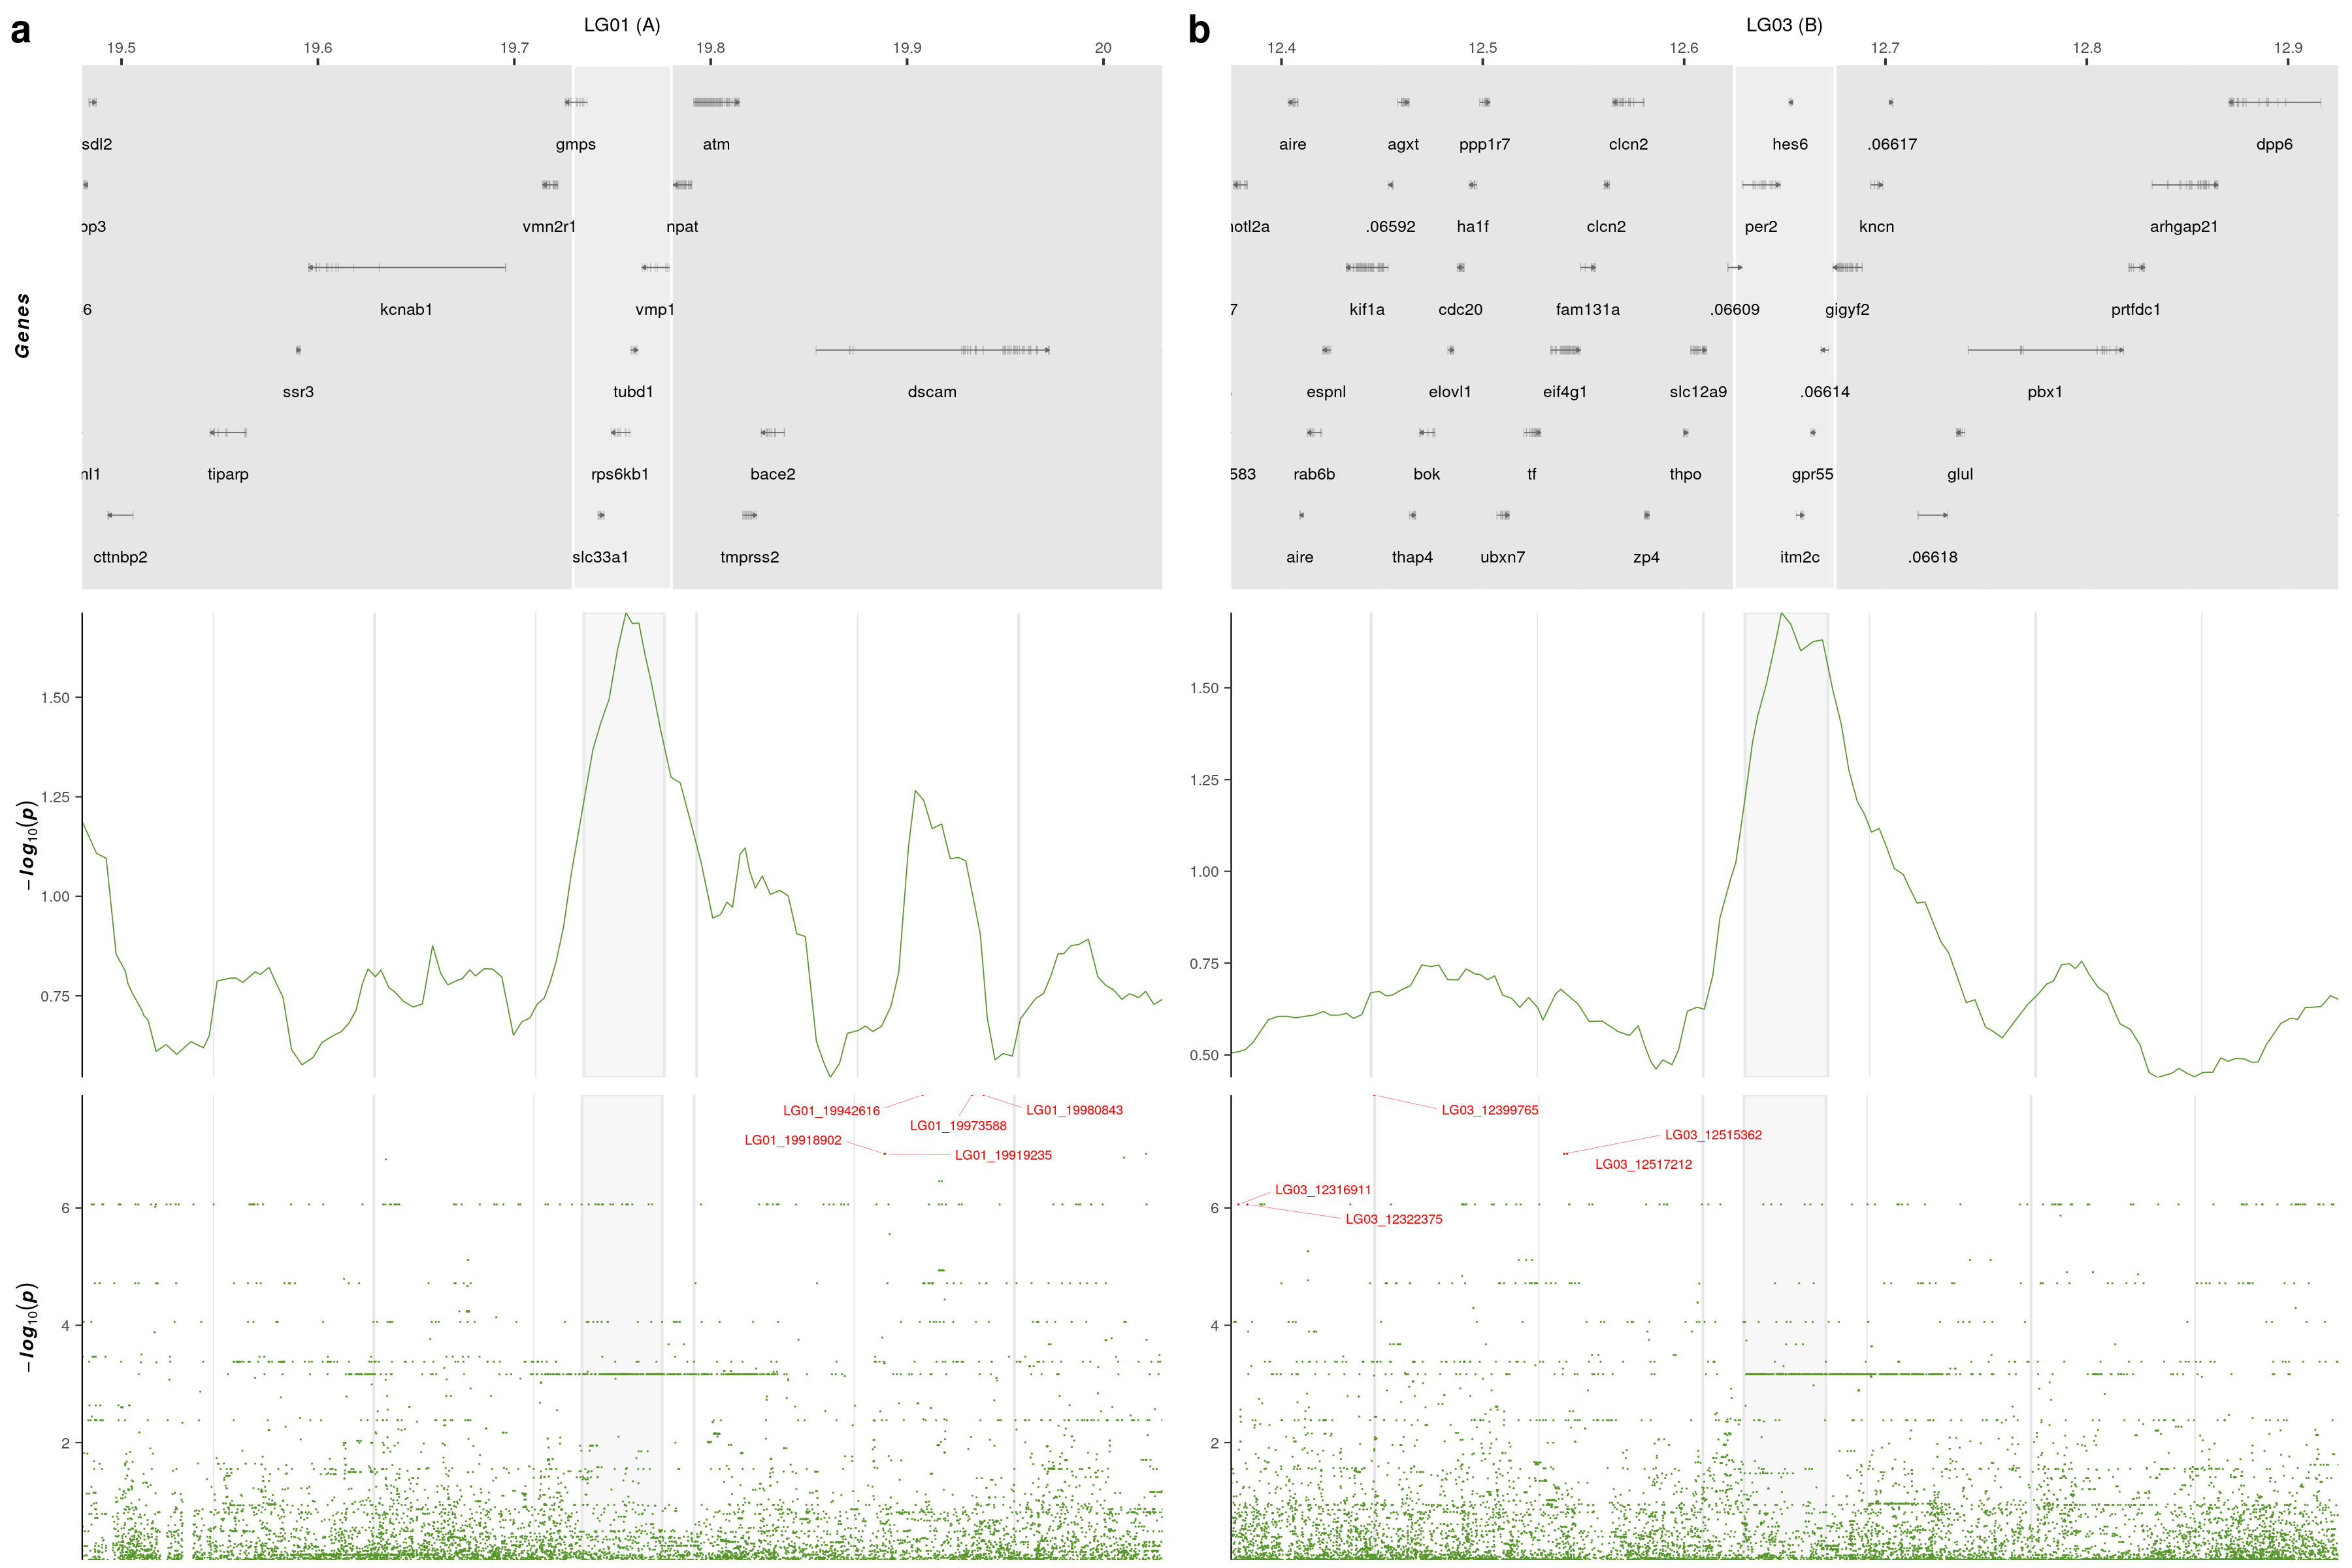 a
LG01 (A)
19.5 19.6 19.7 19.8 19.9 20
Genes
sdl2 gmps atm
pp3 vmn2r1 npat
kcnab1 vmp1
ssr3 tubd1 dscam
nl1 tiparp rps6kb1 bace2
cttnbp2 slc33a1 tmprss2
−log10(p)
1.50
1.25
1.00
0.75
−log10(p)
LG01_19942616 LG01_19980843
LG01_19973588
LG01_19918902
LG01_19919235
6
4
2
b
LG03 (B)
12.4 12.5 12.6 12.7 12.8 12.9
aire agxt ppp1r7 clcn2 hes6 .06617 dpp6
otl2a .06592 ha1f clcn2 per2 kncn arhgap21
7 kif1a cdc20 fam131a .06609 gigyf2 prtfdc1
espnl elovl1 eif4g1 slc12a9 .06614 pbx1
583 rab6b bok tf thpo gpr55 glul
aire thap4 ubxn7 zp4 itm2c .06618
1.50
1.25
1.00
0.75
0.50
LG03_12399765
LG03_12515362
LG03_12517212
LG03_12316911
LG03_12322375
6
4
2